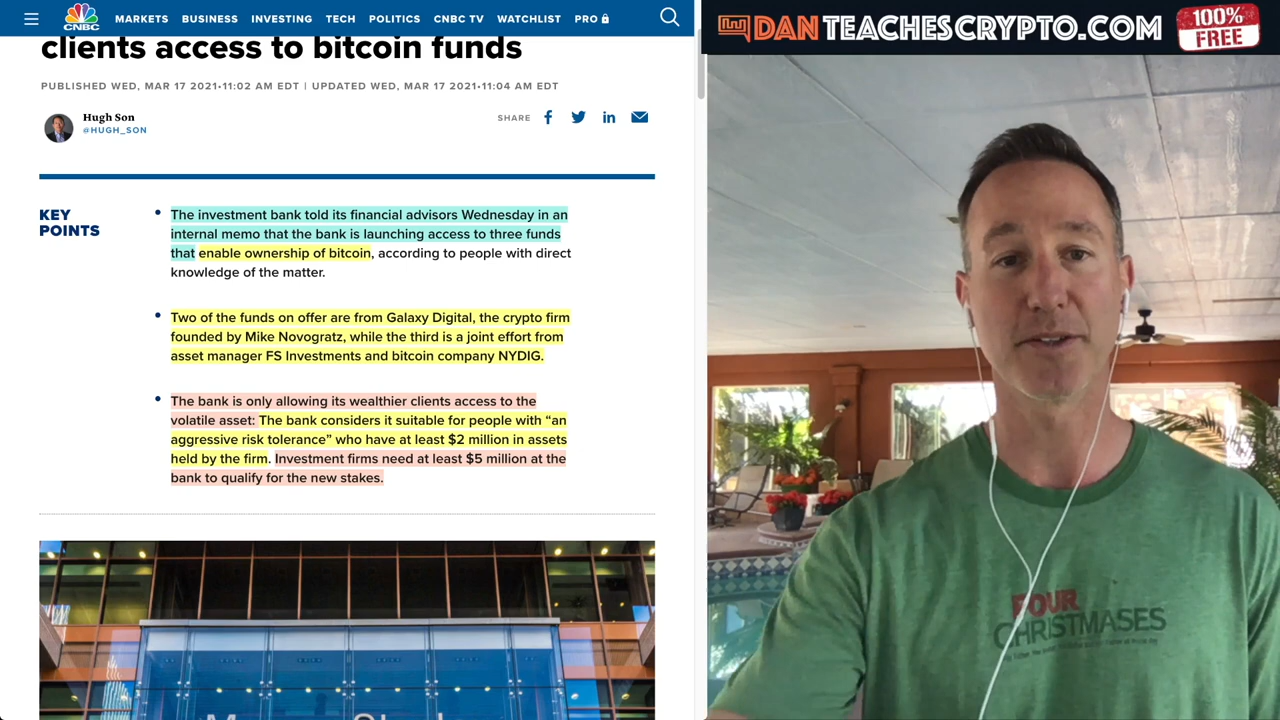 MARKETS BUSINESS INVESTING TECH POLITICS CNBC TV WATCHLIST PRO
CNBC
clients access to bitcoin funds
PUBLISHED WED, MAR 17 2021•11:02 AM EDT | UPDATED WED, MAR 17 2021•11:04 AM EDT
Hugh Son
@HUGH_SON
SHARE
KEY
POINTS
• The investment bank told its financial advisors Wednesday in an
internal memo that the bank is launching access to three funds
that enable ownership of bitcoin, according to people with direct
knowledge of the matter.
• Two of the funds on offer are from Galaxy Digital, the crypto firm
founded by Mike Novogratz, while the third is a joint effort from
asset manager FS Investments and bitcoin company NYDIG.
• The bank is only allowing its wealthier clients access to the
volatile asset: The bank considers it suitable for people with “an
aggressive risk tolerance” who have at least $2 million in assets
held by the firm. Investment firms need at least $5 million at the
bank to qualify for the new stakes.
DANTEACHESCRYPTO.COM
100%
FREE
FOUR
CHRISTMASES